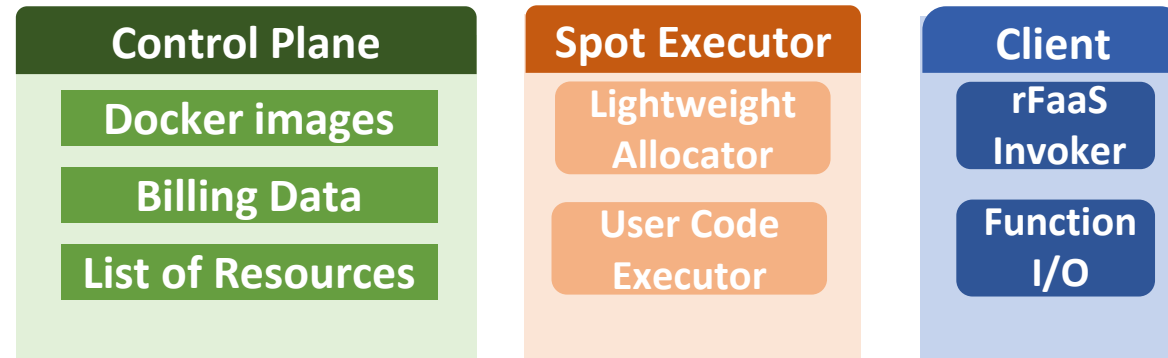 Control Plane
Docker images
Billing Data
List of Resources
Spot Executor
Lightweight
Allocator
User Code
Executor
Client
rFaaS
Invoker
Function
I/O